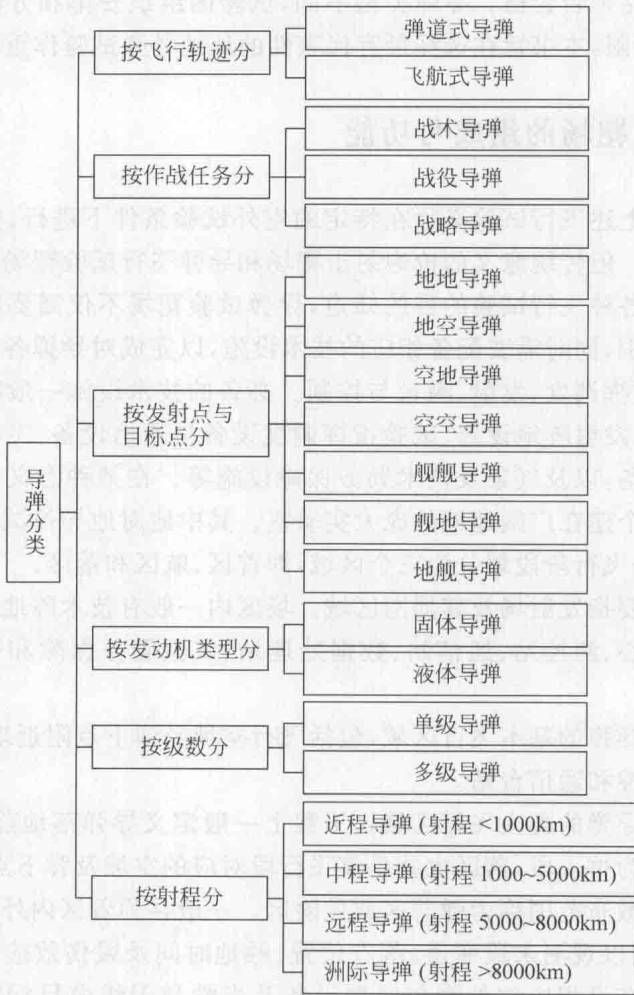 导弹分类
按飞行轨迹分
弹道式导弹
飞航式导弹
按作战任务分
战术导弹
战役导弹
战略导弹
按发射点与
目标点分
地地导弹
地空导弹
空地导弹
空空导弹
舰舰导弹
舰地导弹
地舰导弹
按发动机类型分
固体导弹
液体导弹
按级数分
单级导弹
多级导弹
按射程分
近程导弹 (射程 <1000km)
中程导弹 (射程 1000~5000km)
远程导弹 (射程 5000~8000km)
洲际导弹 (射程 >8000km)